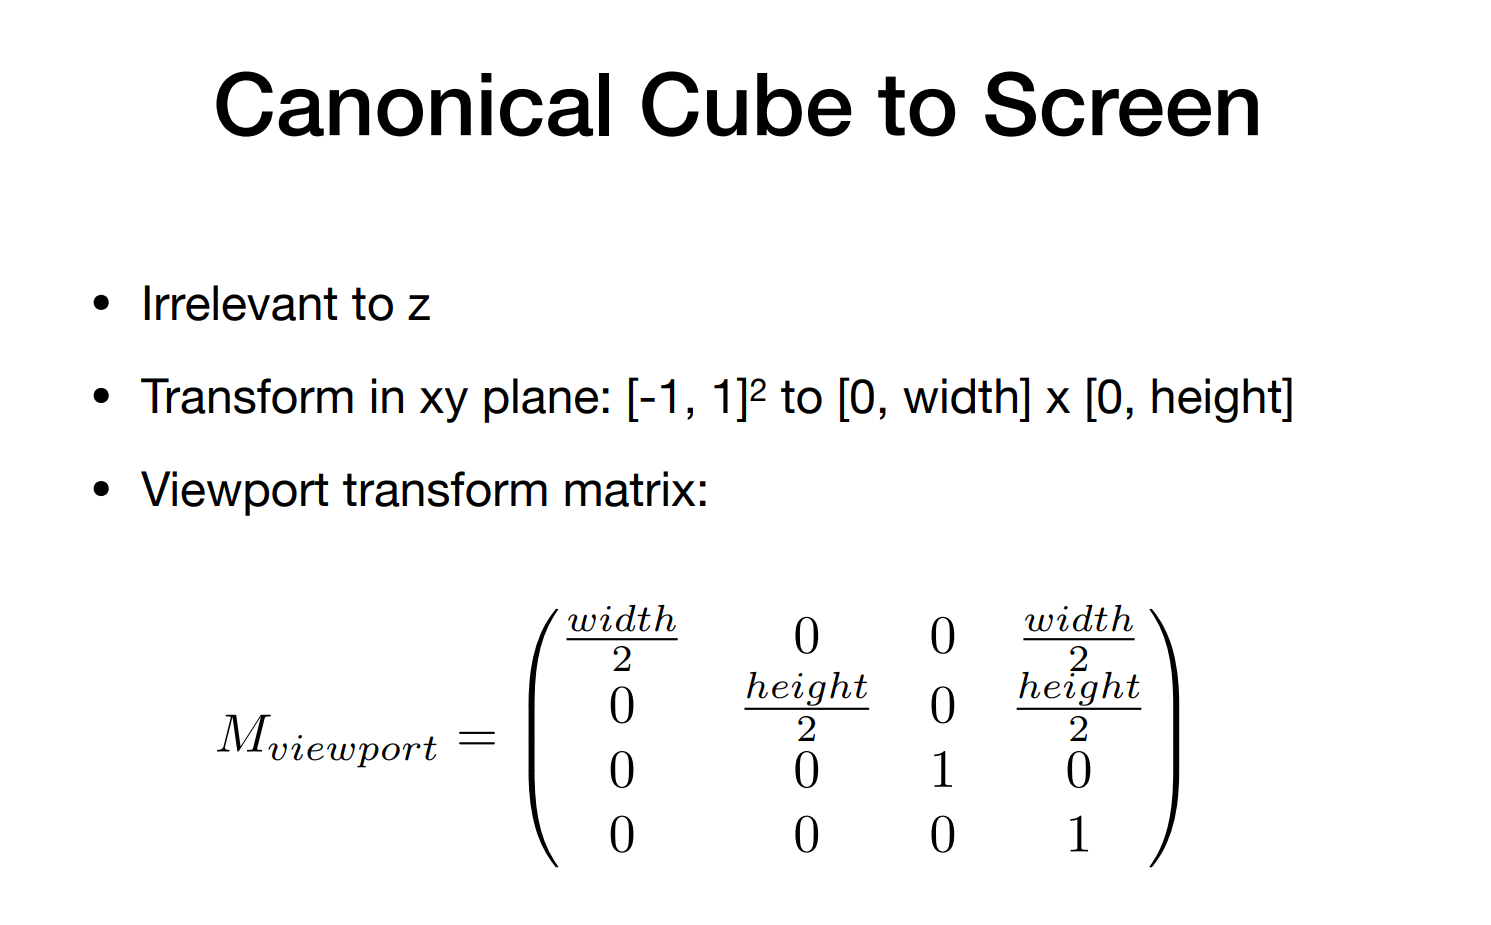 Canonical Cube to Screen
• Irrelevant to z
• Transform in xy plane: [-1, 1]² to [0, width] x [0, height]
• Viewport transform matrix:
$M_{viewport} = \begin{pmatrix} \frac{width}{2} & 0 & 0 & \frac{width}{2} \\ 0 & \frac{height}{2} & 0 & \frac{height}{2} \\ 0 & 0 & 1 & 0 \\ 0 & 0 & 0 & 1 \end{pmatrix}$